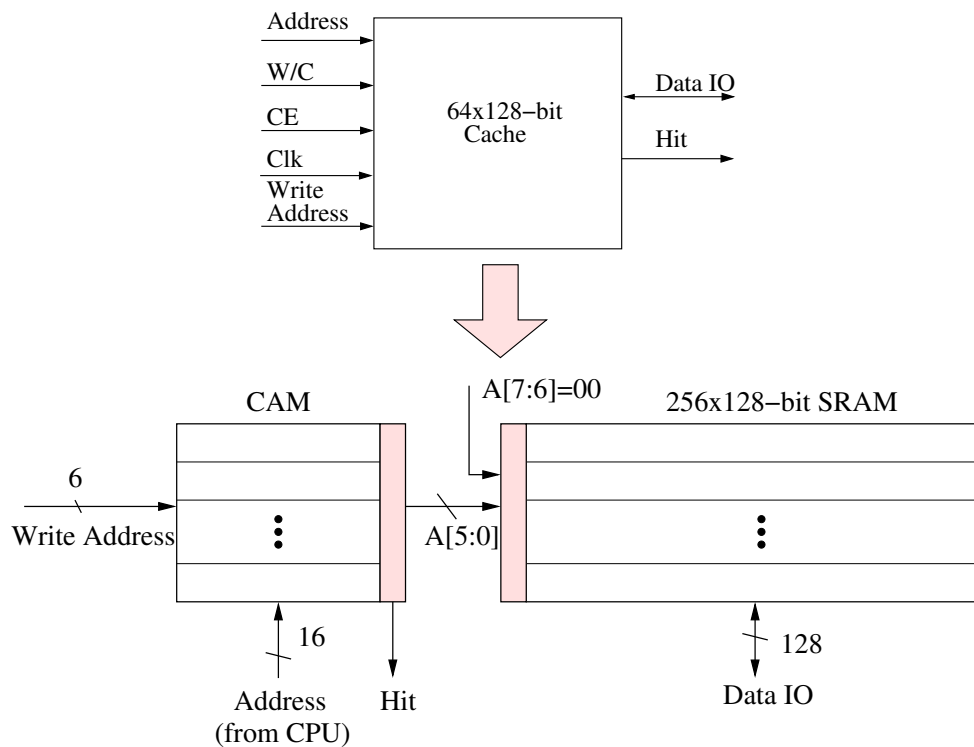 Address
W/C
CE
Clk
Write
Address
64x128−bit
Cache
Data IO
Hit
A[7:6]=00
CAM
256x128−bit SRAM
6
Write Address
A[5:0]
16
128
Address
(from CPU)
Hit
Data IO